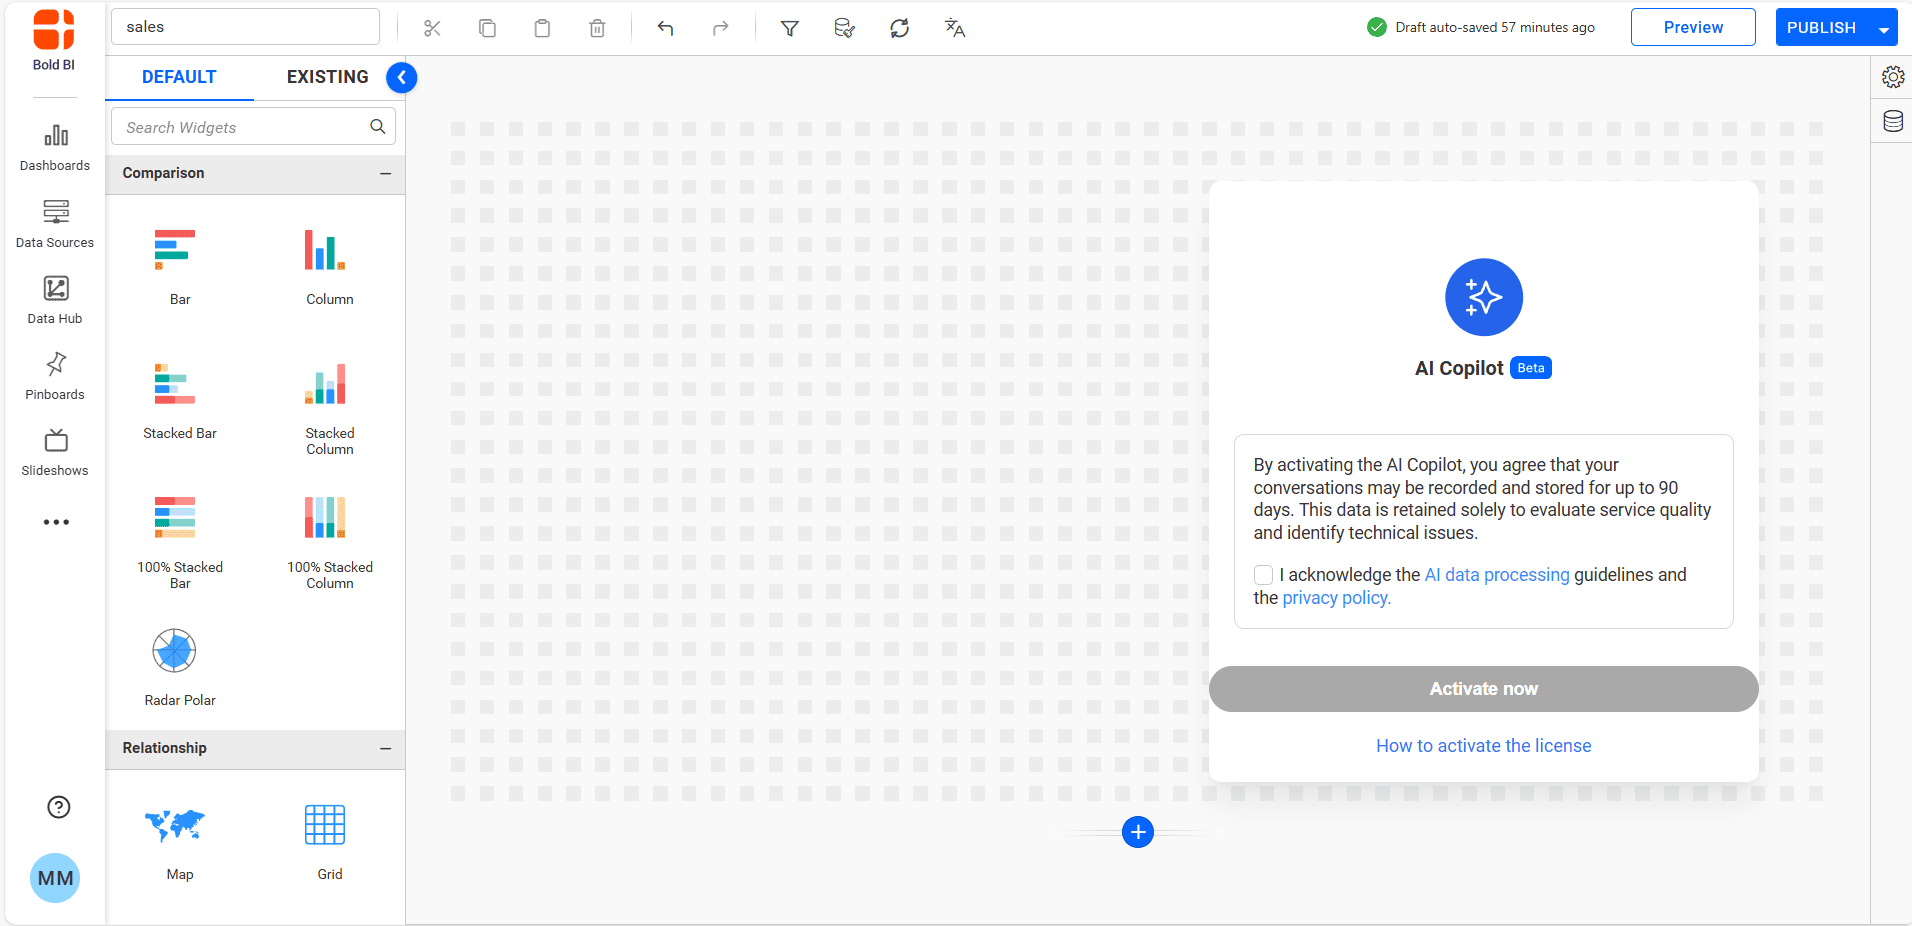 Bold BI
Dashboards
Data Sources
Data Hub
Pinboards
Slideshows
MM
sales
Draft auto-saved 57 minutes ago
Preview
PUBLISH
DEFAULT
EXISTING
Search Widgets
Comparison
Bar
Column
Stacked Bar
Stacked
Column
100% Stacked
Bar
100% Stacked
Column
Radar Polar
Relationship
Map
Grid
AI Copilot Beta
By activating the AI Copilot, you agree that your
conversations may be recorded and stored for up to 90
days. This data is retained solely to evaluate service quality
and identify technical issues.
I acknowledge the AI data processing guidelines and
the privacy policy.
Activate now
How to activate the license